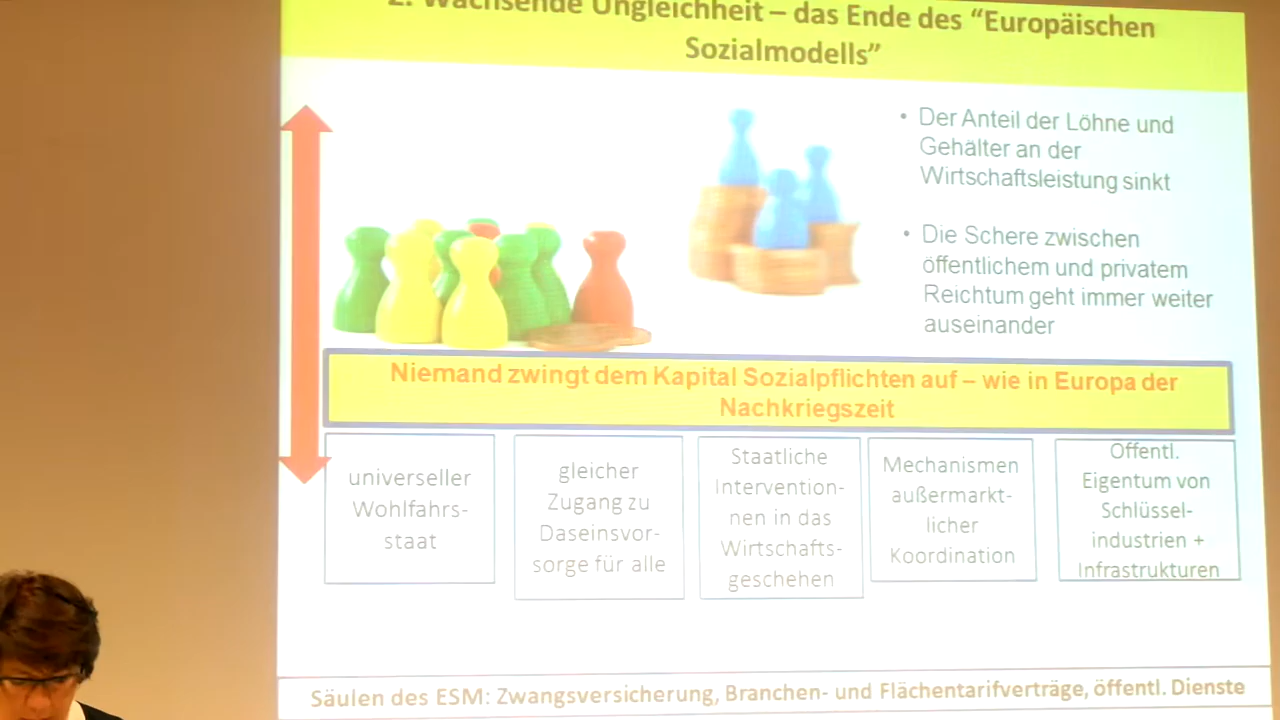 2. Wachsende Ungleichheit – das Ende des “Europäischen
Sozialmodells”
• Der Anteil der Löhne und
Gehälter an der
Wirtschaftsleistung sinkt
• Die Schere zwischen
öffentlichem und privatem
Reichtum geht immer weiter
auseinander
Niemand zwingt dem Kapital Sozialpflichten auf – wie in Europa der
Nachkriegszeit
universeller
Wohlfahrs-
staat
gleicher
Zugang zu
Daseinsvor-
sorge für alle
Staatliche
Intervention-
nen in das
Wirtschafts-
geschehen
Mechanismen
außermarkt-
licher
Koordination
Öffentl.
Eigentum von
Schlüssel-
industrien +
Infrastrukturen
Säulen des ESM: Zwangsversicherung, Branchen- und Flächentarifverträge, öffentl. Dienste